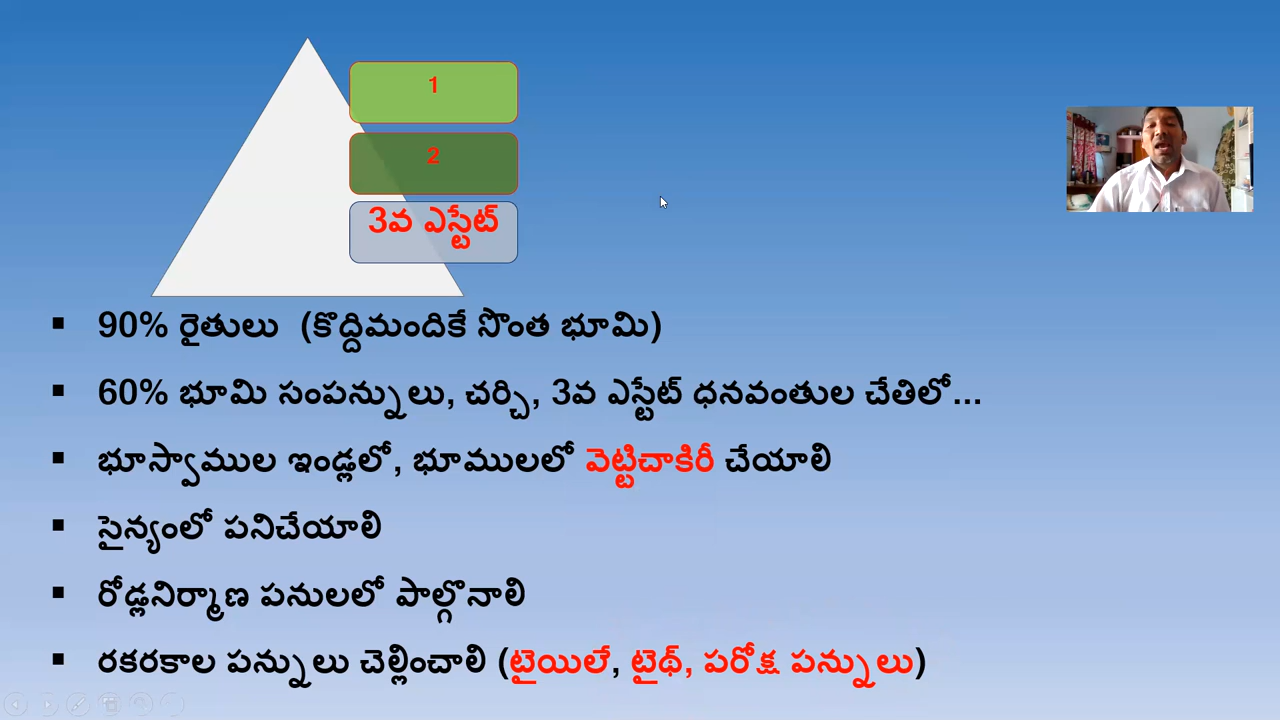 1
2
3వ ఎస్టేట్
▪ 90% రైతులు (కొద్దిమందికే సొంత భూమి)
▪ 60% భూమి సంపన్నులు, చర్చి, 3వ ఎస్టేట్ ధనవంతుల చేతిలో...
▪ భూస్వాముల ఇండ్లలో, భూములలో వెట్టిచాకిరీ చేయాలి
▪ సైన్యంలో పనిచేయాలి
▪ రోడ్లనిర్మాణ పనులలో పాల్గొనాలి
▪ రకరకాల పన్నులు చెల్లించాలి (టైయిలే, టైథ్, పరోక్ష పన్నులు)